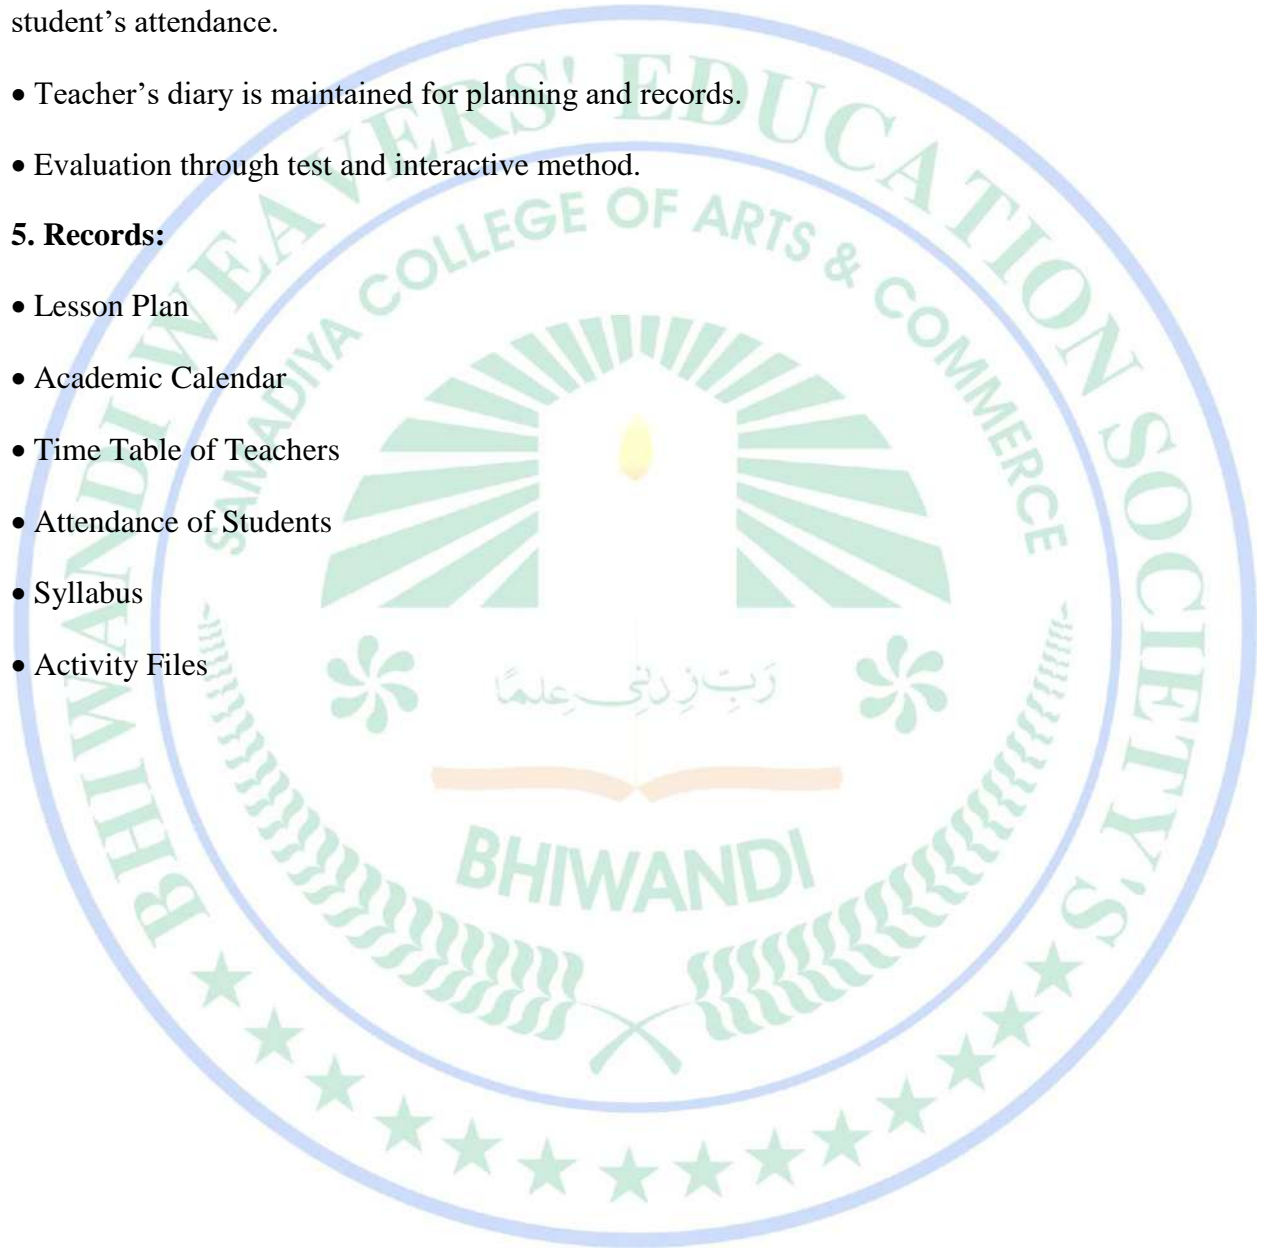 student’s attendance.
• Teacher’s diary is maintained for planning and records.
• Evaluation through test and interactive method.
5. Records:
• Lesson Plan
• Academic Calendar
• Time Table of Teachers
• Attendance of Students
• Syllabus
• Activity Files
BHIWANDI WEAVERS' EDUCATION SOCIETY'S
SAMADIYA COLLEGE OF ARTS & COMMERCE
رَبِّ زِدْنِی عِلمًا
BHIWANDI